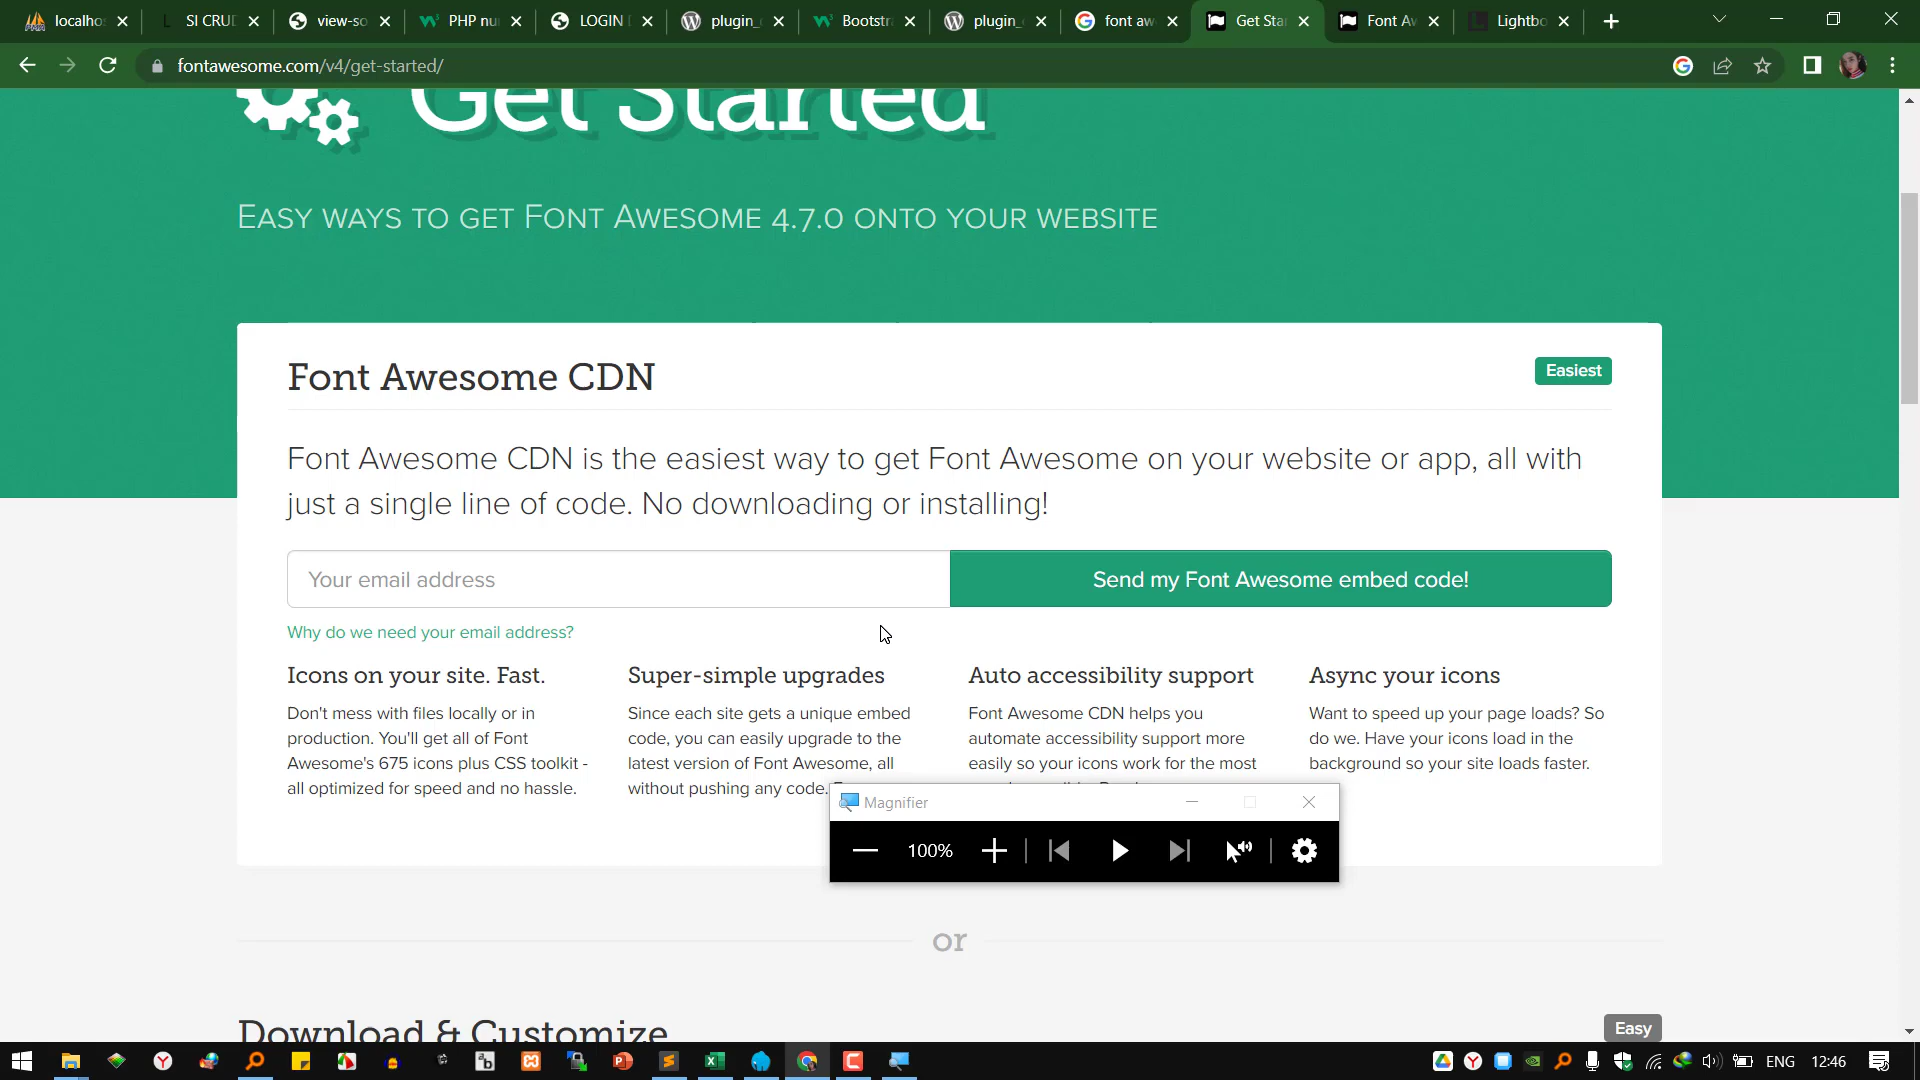 localho
SI CRU
view-so
PHP nu
LOGIN
plugin_
Bootstr
plugin_
font aw
Get Star
Font Aw
Lightbo
fontawesome.com/v4/get-started/
Get Started
Easy ways to get Font Awesome 4.7.0 onto your website
Font Awesome CDN
Easiest
Font Awesome CDN is the easiest way to get Font Awesome on your website or app, all with
just a single line of code. No downloading or installing!
Your email address
Send my Font Awesome embed code!
Why do we need your email address?
Icons on your site. Fast.
Don't mess with files locally or in
production. You'll get all of Font
Awesome's 675 icons plus CSS toolkit -
all optimized for speed and no hassle.
Super-simple upgrades
Since each site gets a unique embed
code, you can easily upgrade to the
latest version of Font Awesome, all
without pushing any code.
Auto accessibility support
Font Awesome CDN helps you
automate accessibility support more
easily so your icons work for the most
Async your icons
Want to speed up your page loads? So
do we. Have your icons load in the
background so your site loads faster.
Magnifier
100%
or
Download & Customize
Easy
ENG
12:46